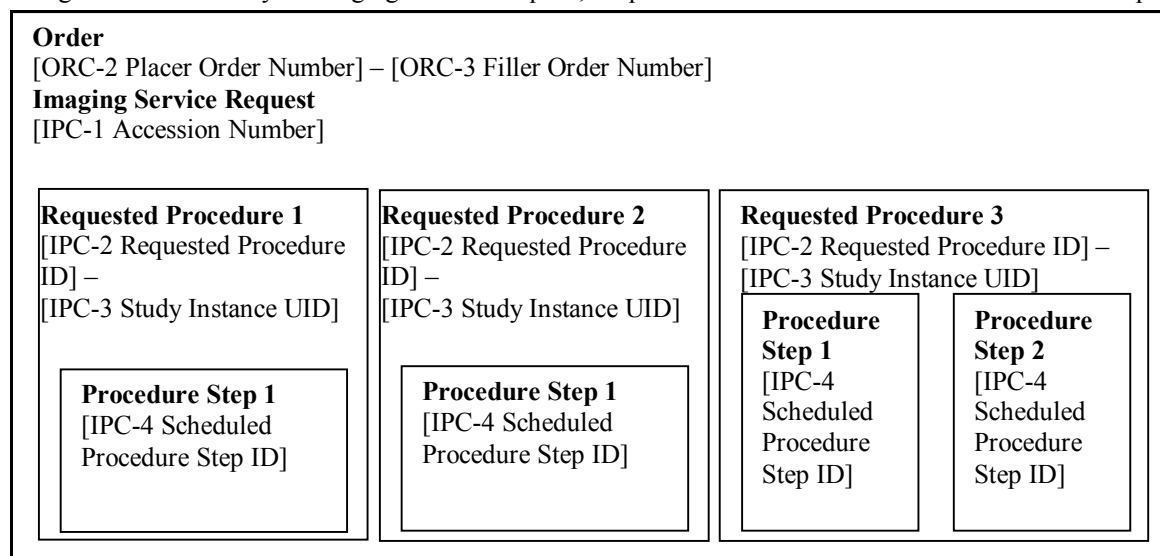 Order
[ORC-2 Placer Order Number] – [ORC-3 Filler Order Number]
Imaging Service Request
[IPC-1 Accession Number]
Requested Procedure 1
[IPC-2 Requested Procedure
ID] –
[IPC-3 Study Instance UID]
Procedure Step 1
[IPC-4 Scheduled
Procedure Step ID]
Requested Procedure 2
[IPC-2 Requested Procedure
ID] –
[IPC-3 Study Instance UID]
Procedure Step 1
[IPC-4 Scheduled
Procedure Step ID]
Requested Procedure 3
[IPC-2 Requested Procedure ID] –
[IPC-3 Study Instance UID]
Procedure
Step 1
[IPC-4
Scheduled
Procedure
Step ID]
Procedure
Step 2
[IPC-4
Scheduled
Procedure
Step ID]